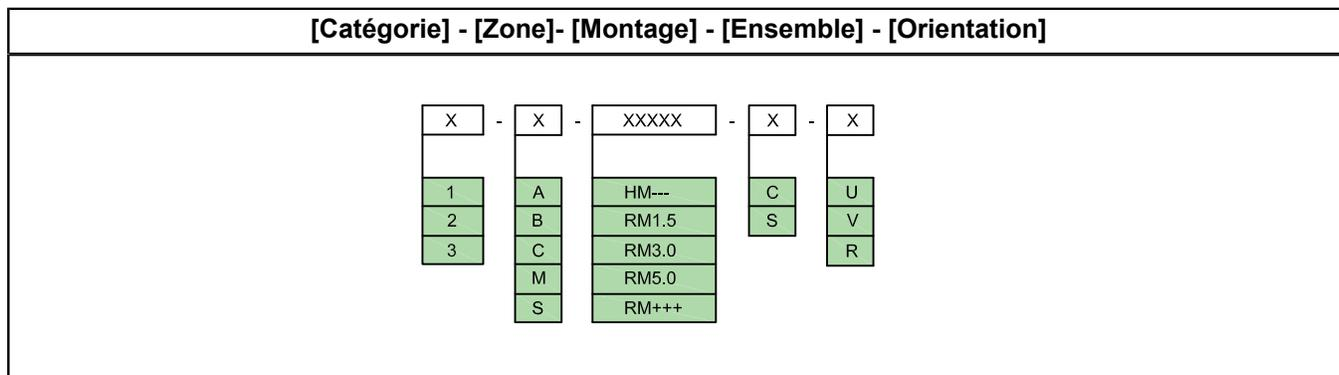 [Catégorie] - [Zone]- [Montage] - [Ensemble] - [Orientation]
X - X - XXXXX - X - X
1 A HM--- C U
2 B RM1.5 S V
3 C RM3.0 R
M RM5.0
S RM+++